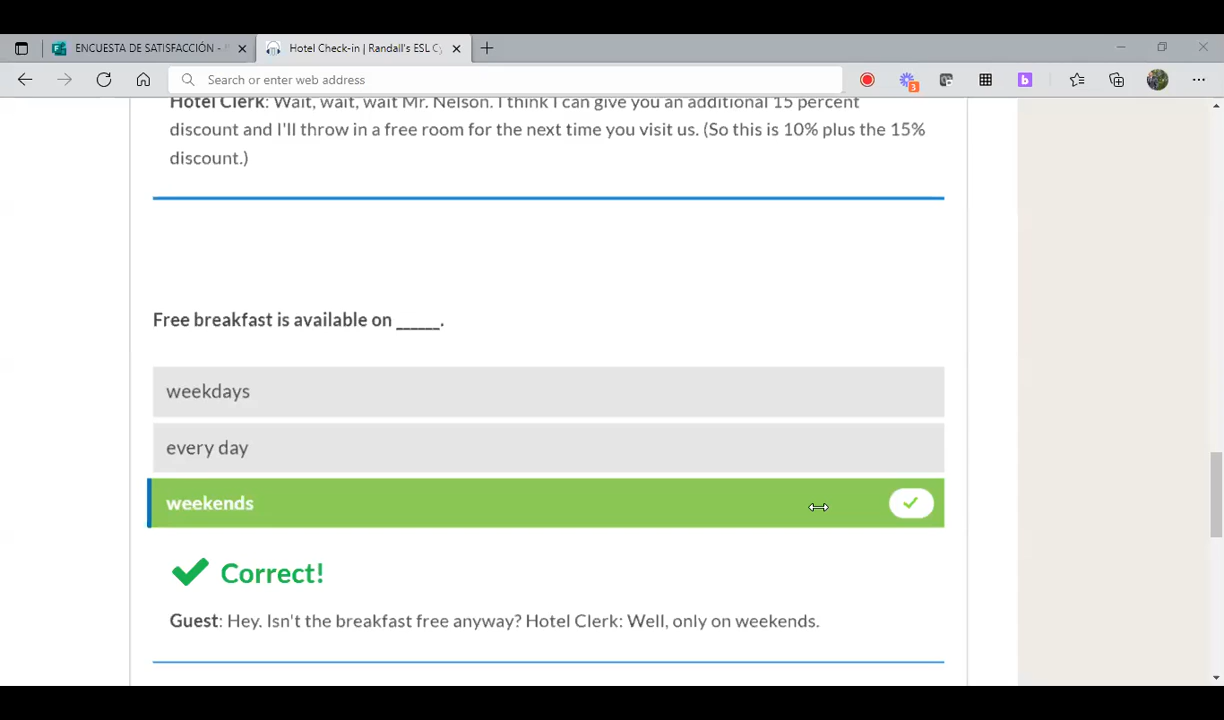 ENCUESTA DE SATISFACCIÓN -
Hotel Check-in | Randall's ESL Cy
Search or enter web address
3
b
Hotel Clerk: Wait, wait, wait Mr. Nelson. I think I can give you an additional 15 percent
discount and I'll throw in a free room for the next time you visit us. (So this is 10% plus the 15%
discount.)
Free breakfast is available on ______.
weekdays
every day
weekends
Correct!
Guest: Hey. Isn't the breakfast free anyway? Hotel Clerk: Well, only on weekends.